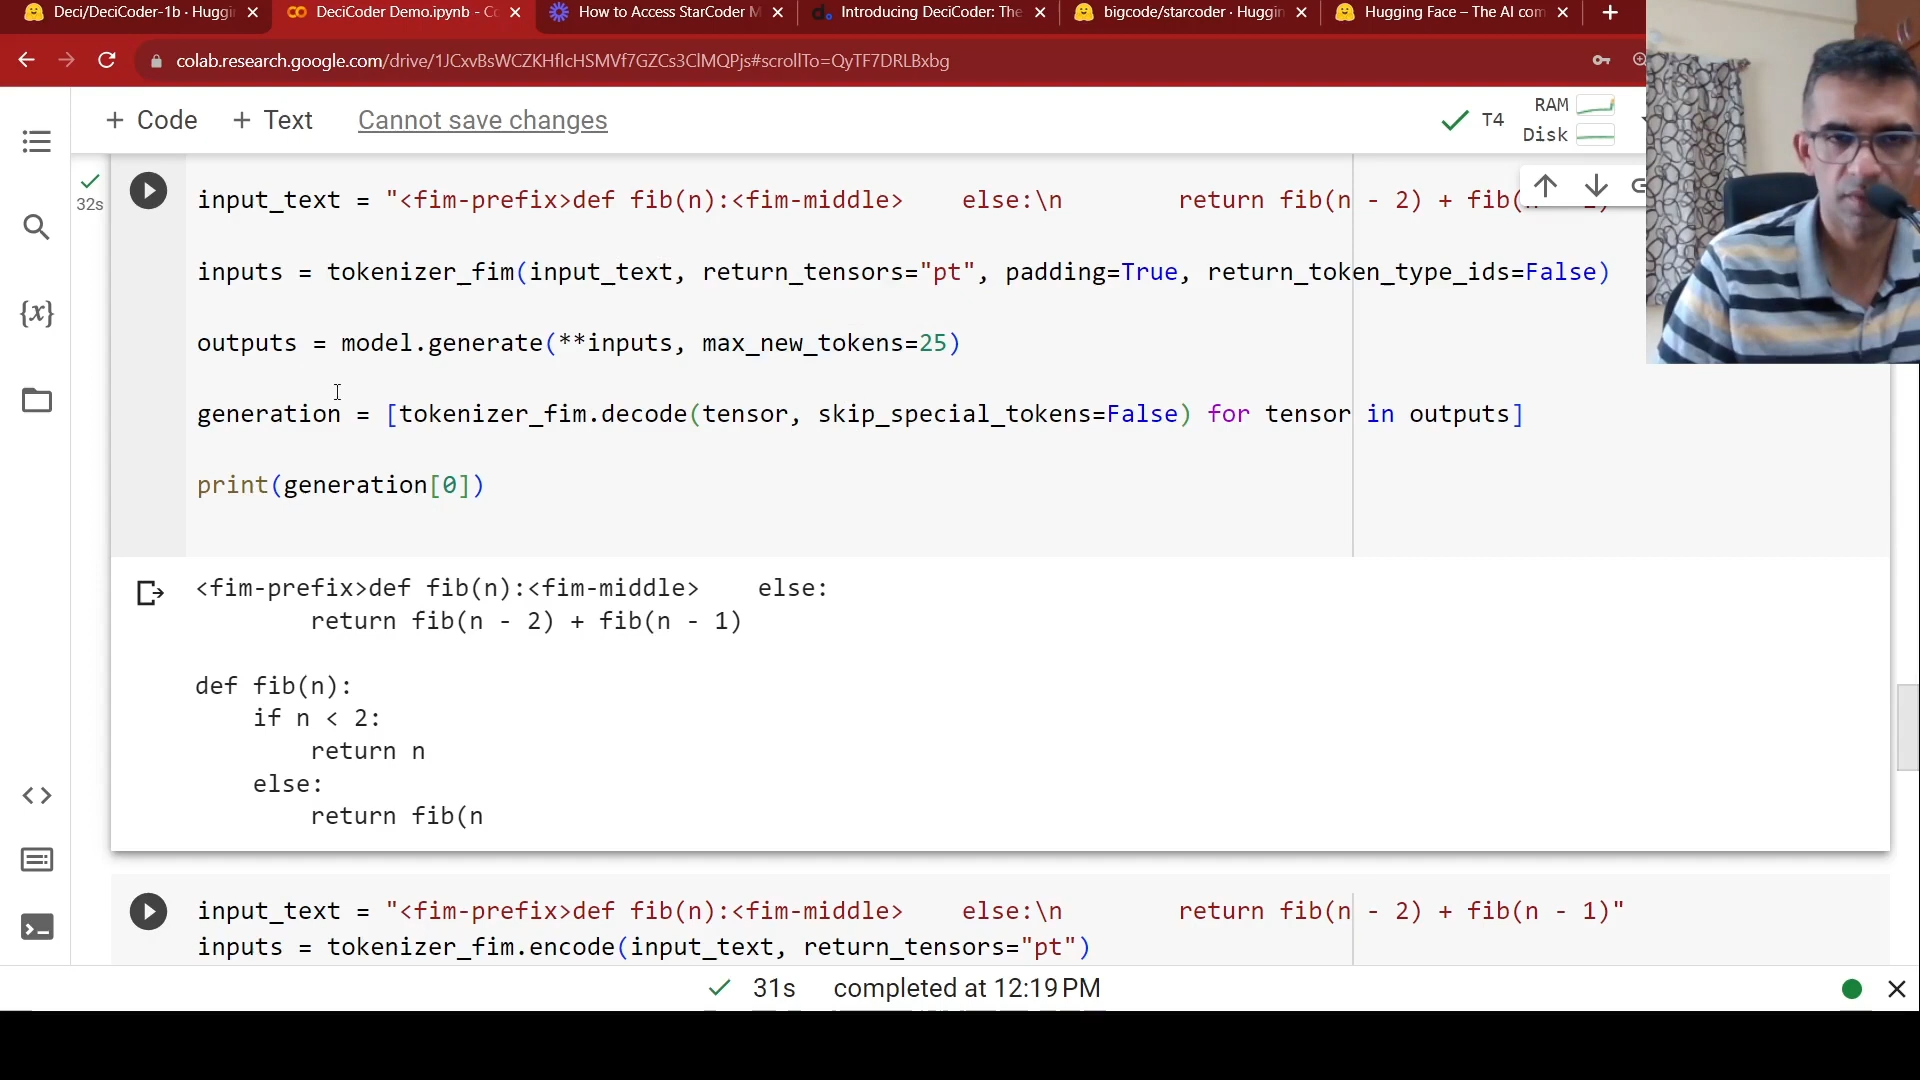 Deci/DeciCoder-1b · Huggi
DeciCoder Demo.ipynb - Co
How to Access StarCoder M
Introducing DeciCoder: The
bigcode/starcoder · Huggin
Hugging Face – The AI com
colab.research.google.com/drive/1JCxvBsWCZKHfIcHSMVf7GZCs3ClMQPjs#scrollTo=QyTF7DRLBxbg
+ Code + Text Cannot save changes
T4
RAM
Disk
32s
input_text = "<fim-prefix>def fib(n):<fim-middle>    else:\n        return fib(n - 2) + fib(
inputs = tokenizer_fim(input_text, return_tensors="pt", padding=True, return_token_type_ids=False)
outputs = model.generate(**inputs, max_new_tokens=25)
generation = [tokenizer_fim.decode(tensor, skip_special_tokens=False) for tensor in outputs]
print(generation[0])
<fim-prefix>def fib(n):<fim-middle>    else:
        return fib(n - 2) + fib(n - 1)
def fib(n):
    if n < 2:
        return n
    else:
        return fib(n
input_text = "<fim-prefix>def fib(n):<fim-middle>    else:\n        return fib(n - 2) + fib(n - 1)"
inputs = tokenizer_fim.encode(input_text, return_tensors="pt")
31s completed at 12:19 PM